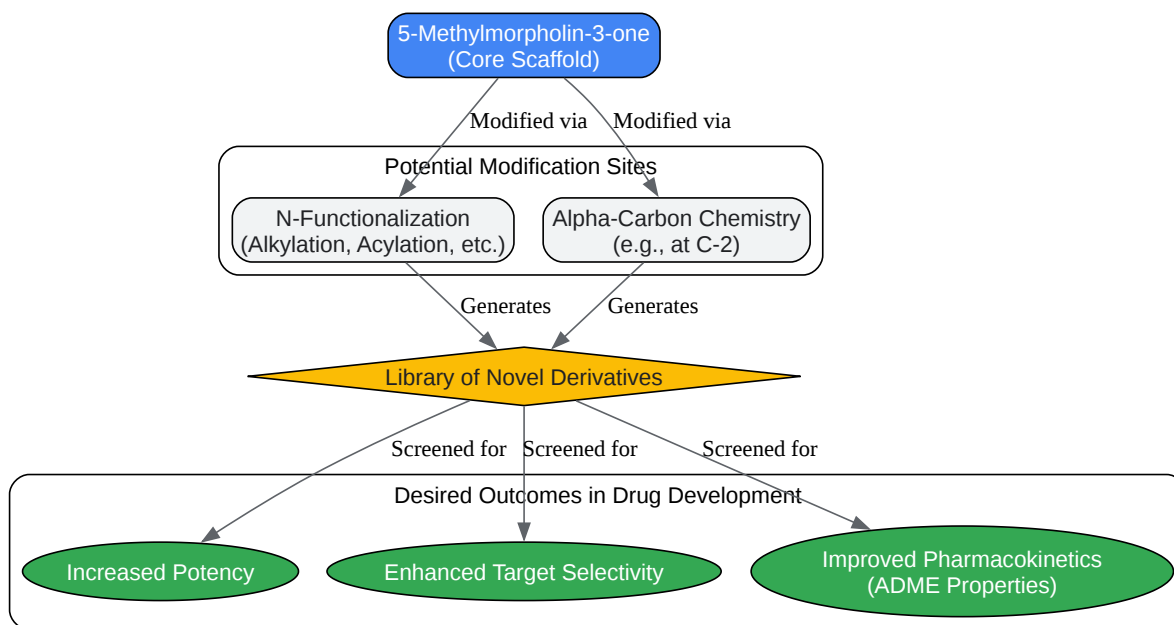 5-Methylmorpholin-3-one
(Core Scaffold)
Modified via
Modified via
Potential Modification Sites
N-Functionalization
(Alkylation, Acylation, etc.)
Alpha-Carbon Chemistry
(e.g., at C-2)
Generates
Generates
Library of Novel Derivatives
Screened for
Screened for
Screened for
Desired Outcomes in Drug Development
Increased Potency
Enhanced Target Selectivity
Improved Pharmacokinetics
(ADME Properties)